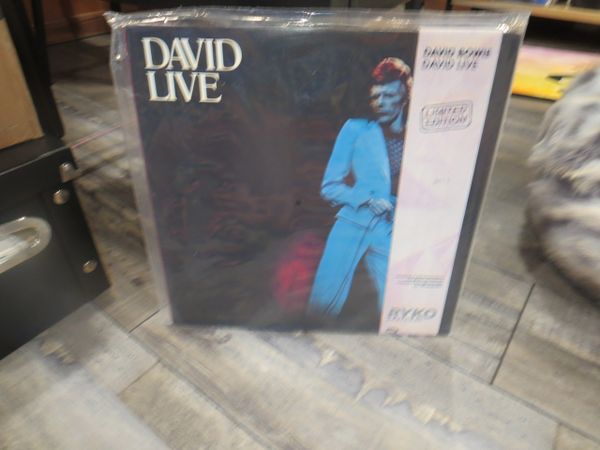 DAVID
LIVE
DAVID BOWIE
DAVID LIVE
LIMITED
EDITION
RYKO